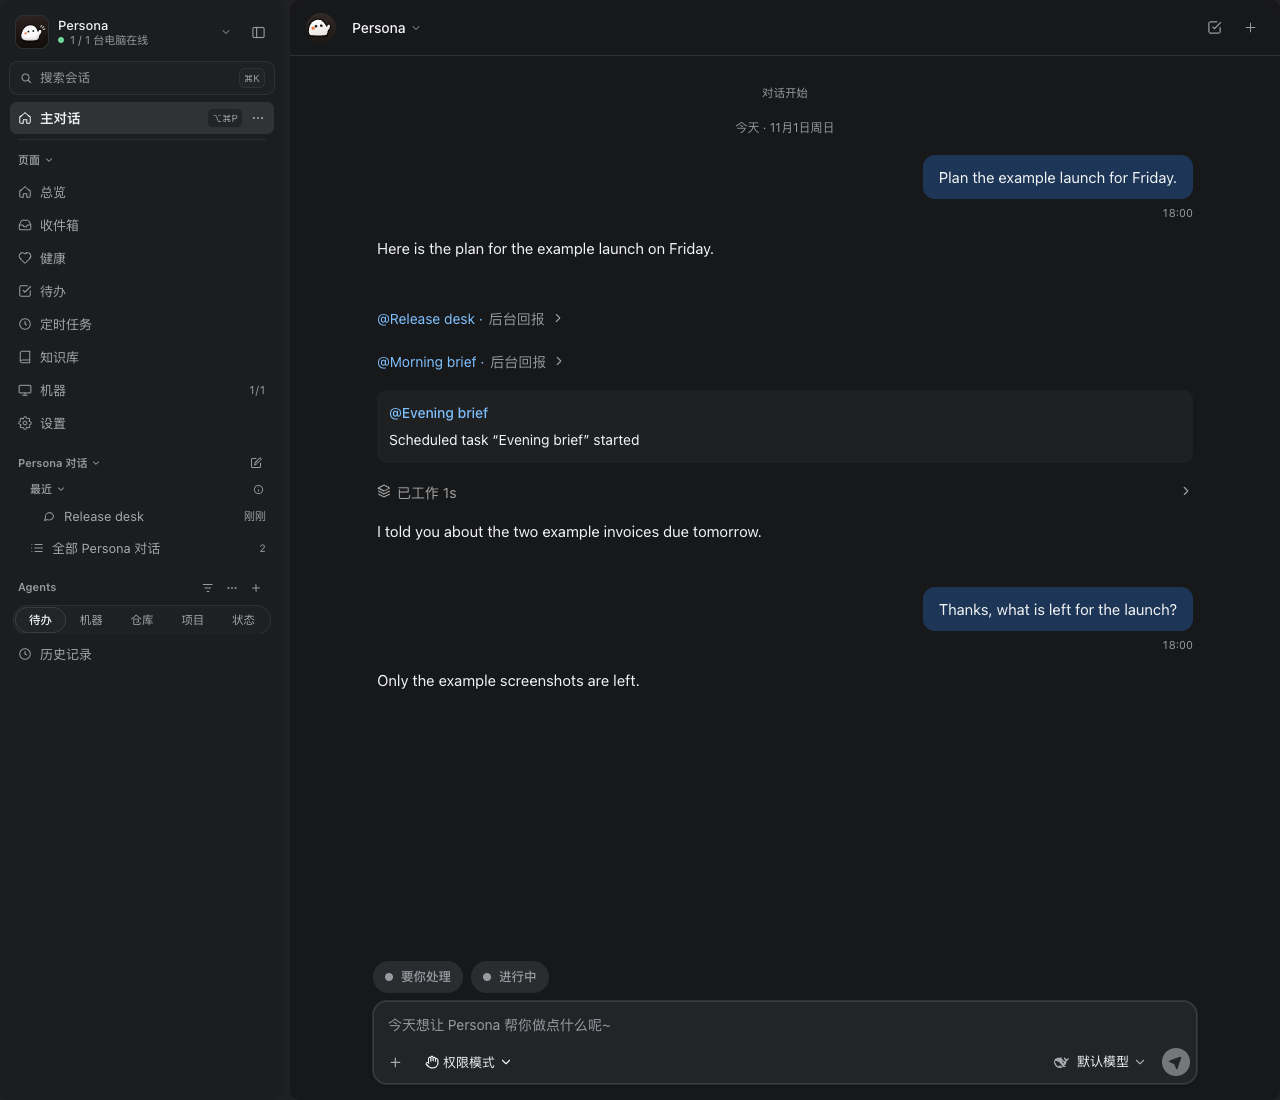 Persona
1 / 1 台电脑在线
搜索会话
⌘K
主对话
⌥⌘P
页面
总览
收件箱
健康
待办
定时任务
知识库
机器
1/1
设置
Persona 对话
最近
Release desk
刚刚
全部 Persona 对话
2
Agents
待办
机器
仓库
项目
状态
历史记录
Persona
对话开始
今天 · 11月1日周日
Plan the example launch for Friday.
18:00
Here is the plan for the example launch on Friday.
@Release desk · 后台回报
@Morning brief · 后台回报
@Evening brief
Scheduled task “Evening brief” started
已工作 1s
I told you about the two example invoices due tomorrow.
Thanks, what is left for the launch?
18:00
Only the example screenshots are left.
要你处理
进行中
今天想让 Persona 帮你做点什么呢~
权限模式
默认模型